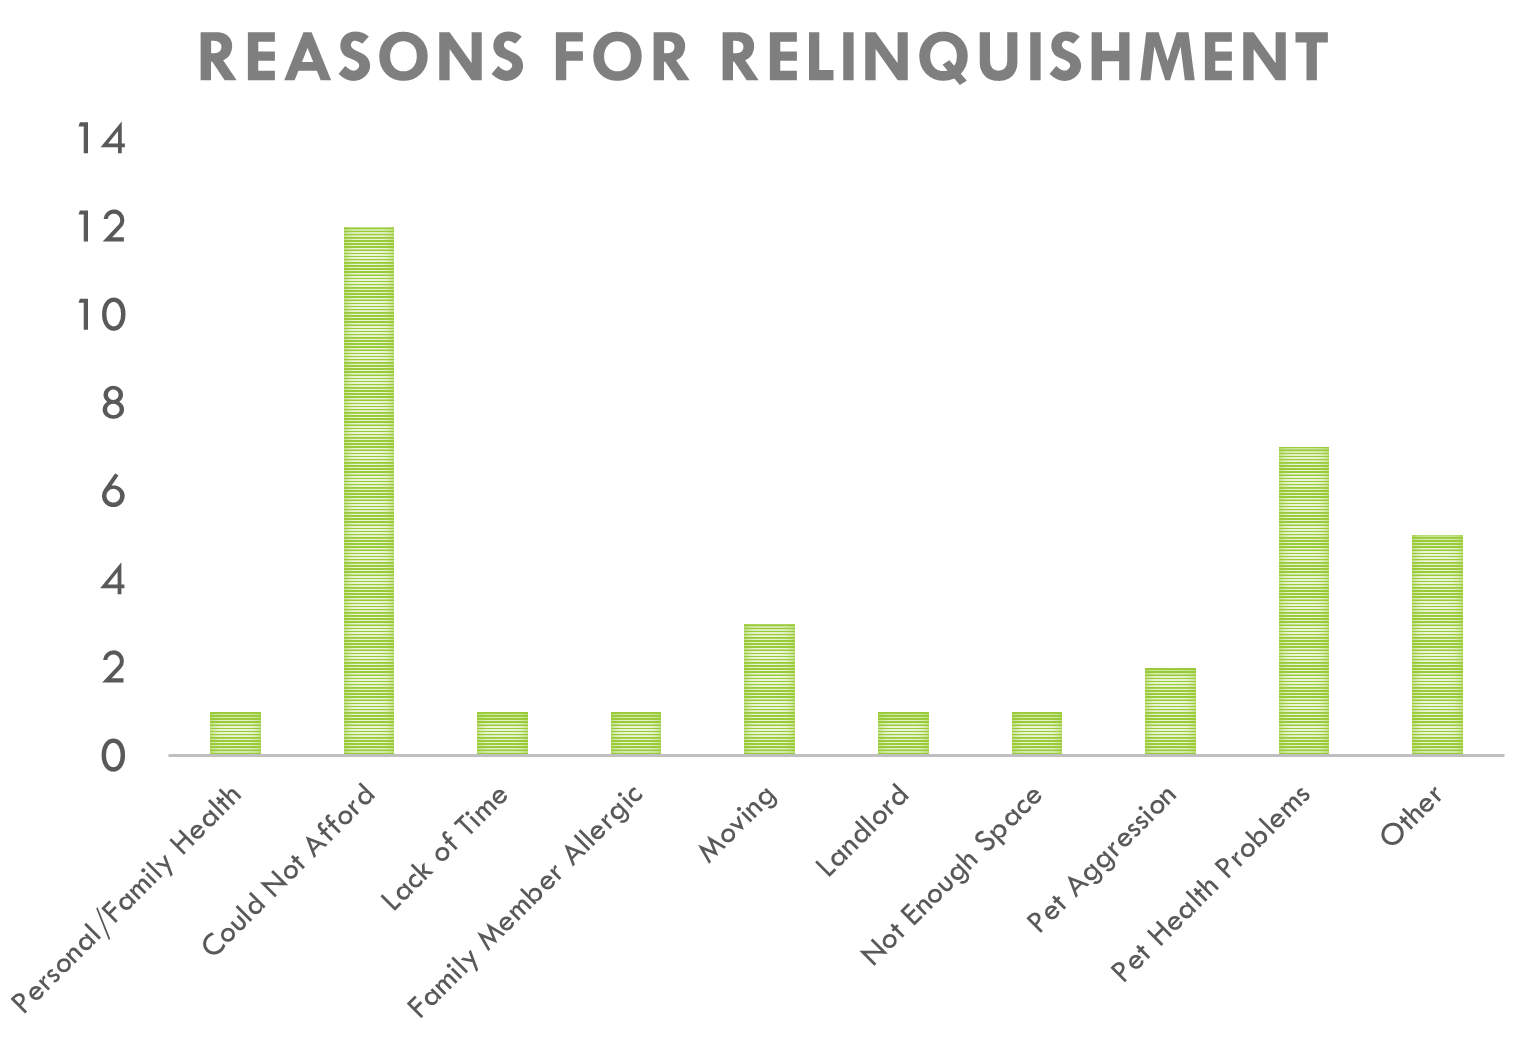 REASONS FOR RELINQUISHMENT
14
12
10
8
6
4
2
0
Personal/Family Health
Could Not Afford
Lack of Time
Family Member Allergic
Moving
Landlord
Not Enough Space
Pet Aggression
Pet Health Problems
Other